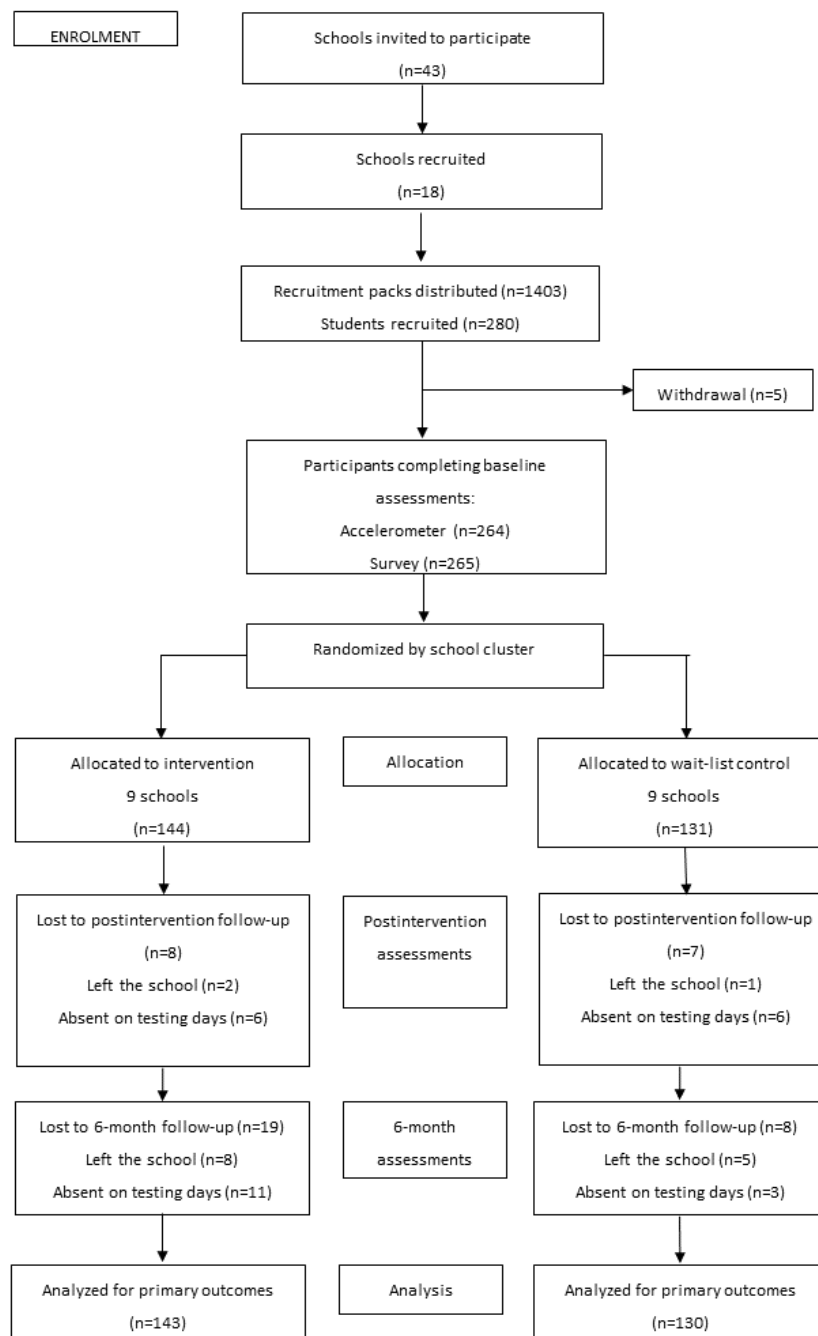 ENROLMENT
Schools invited to participate
(n=43)
Schools recruited
(n=18)
Recruitment packs distributed (n=1403)
Students recruited (n=280)
Withdrawal (n=5)
Participants completing baseline
assessments:
Accelerometer (n=264)
Survey (n=265)
Randomized by school cluster
Allocated to intervention
9 schools
(n=144)
Allocation
Allocated to wait-list control
9 schools
(n=131)
Lost to postintervention follow-up
(n=8)
Left the school (n=2)
Absent on testing days (n=6)
Postintervention
assessments
Lost to postintervention follow-up
(n=7)
Left the school (n=1)
Absent on testing days (n=6)
Lost to 6-month follow-up (n=19)
Left the school (n=8)
Absent on testing days (n=11)
6-month
assessments
Lost to 6-month follow-up (n=8)
Left the school (n=5)
Absent on testing days (n=3)
Analyzed for primary outcomes
(n=143)
Analysis
Analyzed for primary outcomes
(n=130)